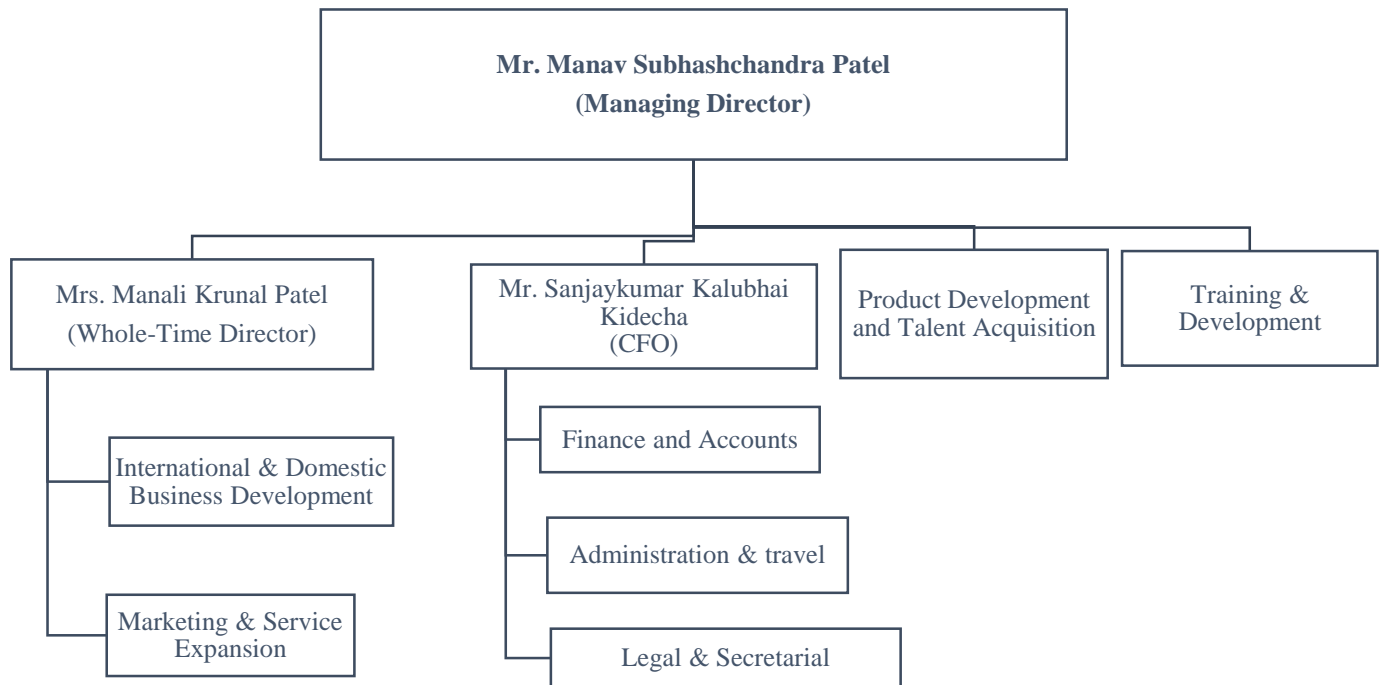 Mr. Manav Subhashchandra Patel
(Managing Director)
Mrs. Manali Krunal Patel
(Whole-Time Director)
Mr. Sanjaykumar Kalubhai
Kidecha
(CFO)
Product Development
and Talent Acquisition
Training &
Development
International & Domestic
Business Development
Marketing & Service
Expansion
Finance and Accounts
Administration & travel
Legal & Secretarial